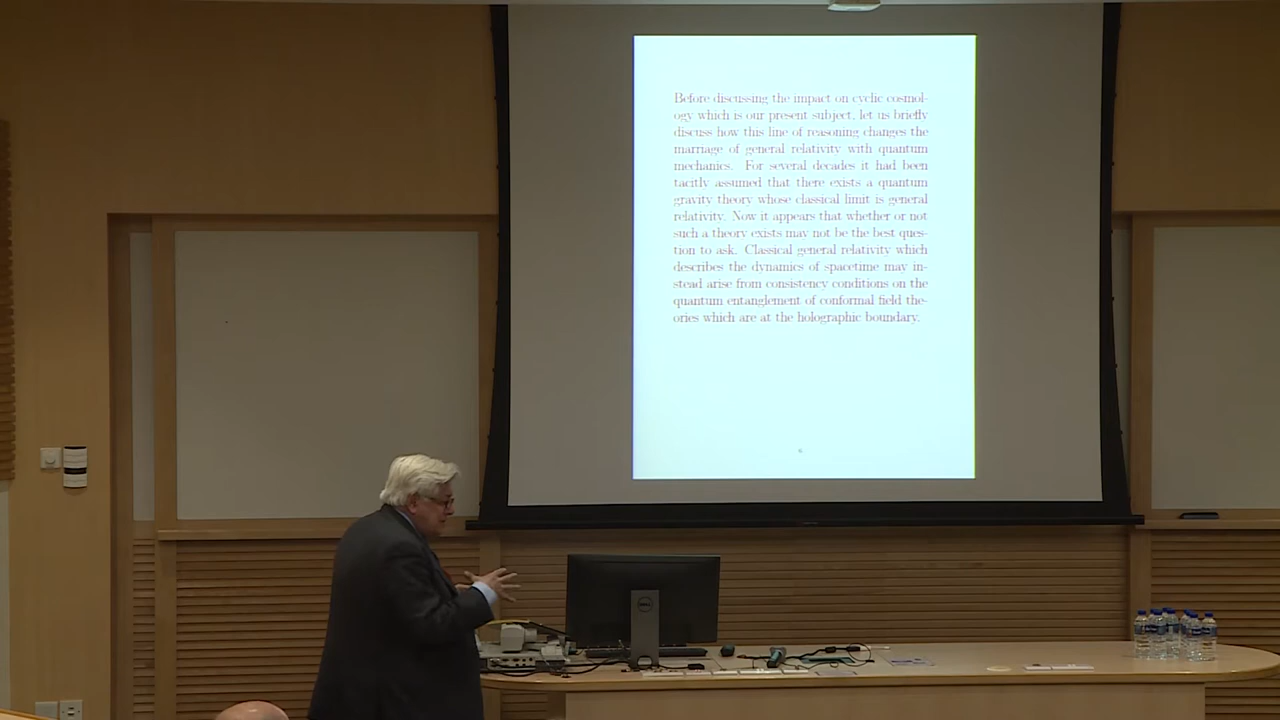 Before discussing the impact on cyclic cosmol-
ogy which is our present subject, let us briefly
discuss how this line of reasoning changes the
marriage of general relativity with quantum
mechanics. For several decades it had been
tacitly assumed that there exists a quantum
gravity theory whose classical limit is general
relativity. Now it appears that whether or not
such a theory exists may not be the best ques-
tion to ask. Classical general relativity which
describes the dynamics of spacetime may in-
stead arise from consistency conditions on the
quantum entanglement of conformal field the-
ories which are at the holographic boundary.
DELL